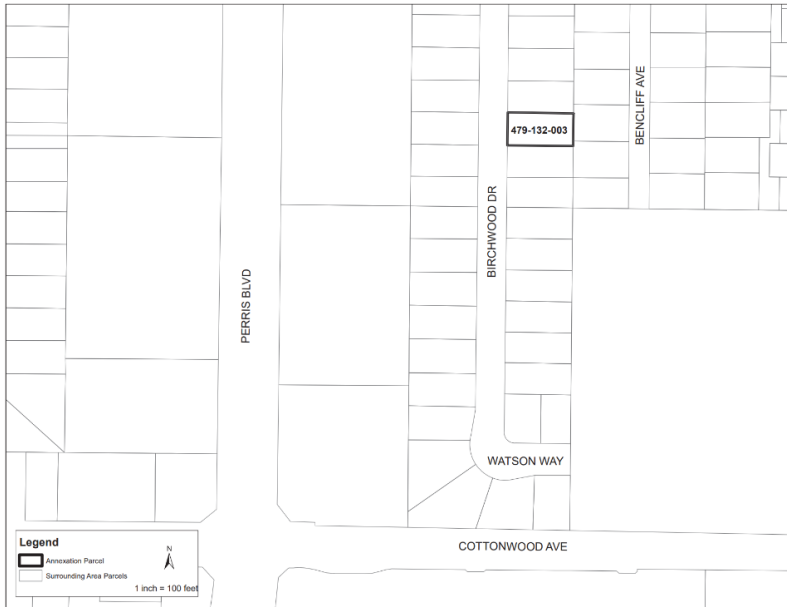 BENCLIFF AVE
479-132-003
BIRCHWOOD DR
PERRIS BLVD
WATSON WAY
COTTONWOOD AVE
Legend
Annexation Parcel
Surrounding Area Parcels
N
1 inch = 100 feet